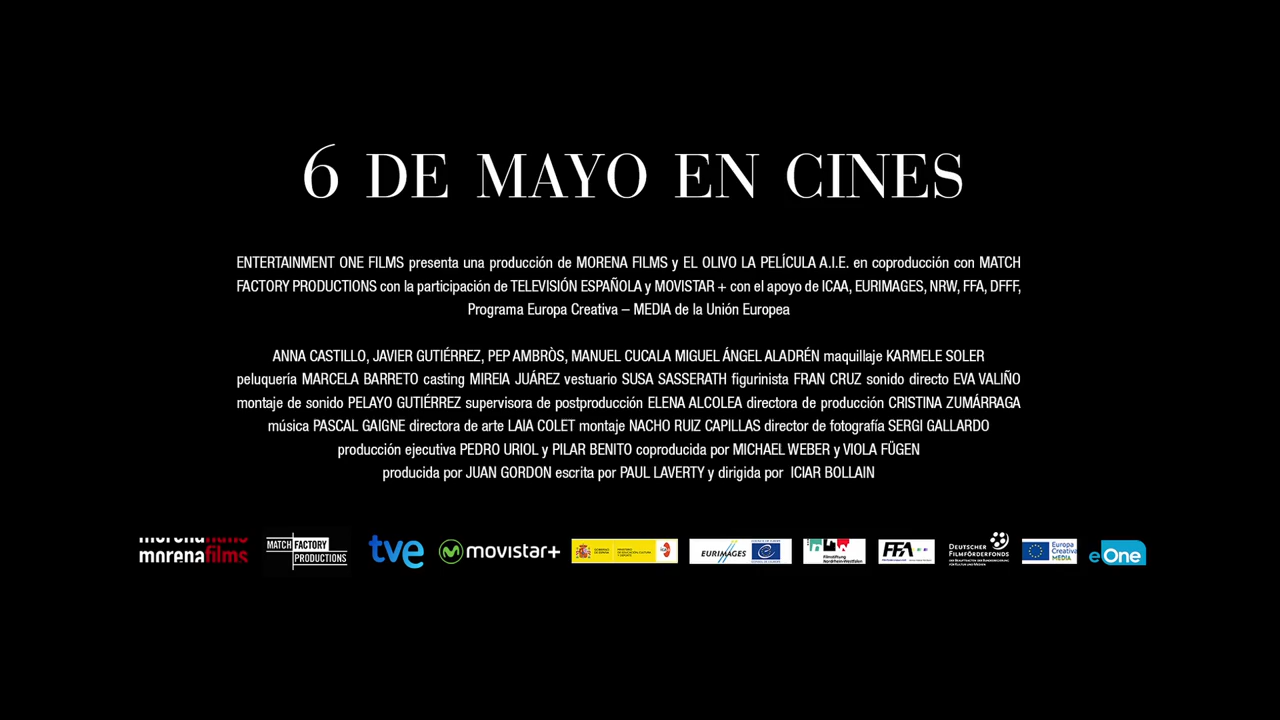 6 DE MAYO EN CINES
ENTERTAINMENT ONE FILMS presenta una producción de MORENA FILMS y EL OLIVO LA PELÍCULA A.I.E. en coproducción con MATCH
FACTORY PRODUCTIONS con la participación de TELEVISIÓN ESPAÑOLA y MOVISTAR + con el apoyo de ICAA, EURIMAGES, NRW, FFA, DFFF,
Programa Europa Creativa – MEDIA de la Unión Europea
ANNA CASTILLO, JAVIER GUTIÉRREZ, PEP AMBRÒS, MANUEL CUCALA MIGUEL ÁNGEL ALADRÉN maquillaje KARMELE SOLER
peluquería MARCELA BARRETO casting MIREIA JUÁREZ vestuario SUSA SASSERATH figurinista FRAN CRUZ sonido directo EVA VALIÑO
montaje de sonido PELAYO GUTIÉRREZ supervisora de postproducción ELENA ALCOLEA directora de producción CRISTINA ZUMÁRRAGA
música PASCAL GAIGNE directora de arte LAIA COLET montaje NACHO RUIZ CAPILLAS director de fotografía SERGI GALLARDO
producción ejecutiva PEDRO URIOL y PILAR BENITO coproducida por MICHAEL WEBER y VIOLA FÜGEN
producida por JUAN GORDON escrita por PAUL LAVERTY y dirigida por ICIAR BOLLAIN
morenafilms
MATCH FACTORY
PRODUCTIONS
tve
movistar+
EURIMAGES
Filmstiftung
Nordrhein-Westfalen
FFA
DEUTSCHER
FILMFÖRDERFONDS
Europa
Creativa
MEDIA
eOne